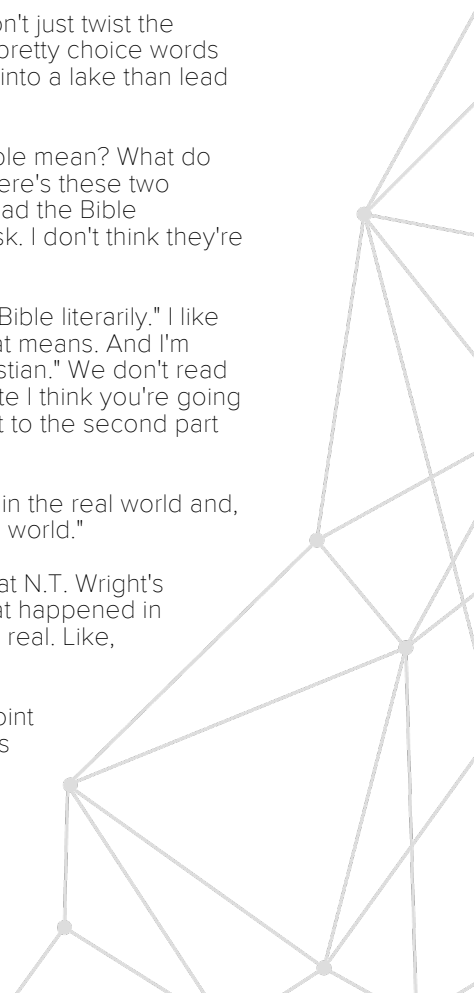 n't just twist the
pretty choice words
into a lake than lead
ble mean? What do
ere's these two
ad the Bible
sk. I don't think they're
Bible literarily." I like
at means. And I'm
stian." We don't read
te I think you're going
t to the second part
in the real world and,
world."
at N.T. Wright's
at happened in
real. Like,
oint
s